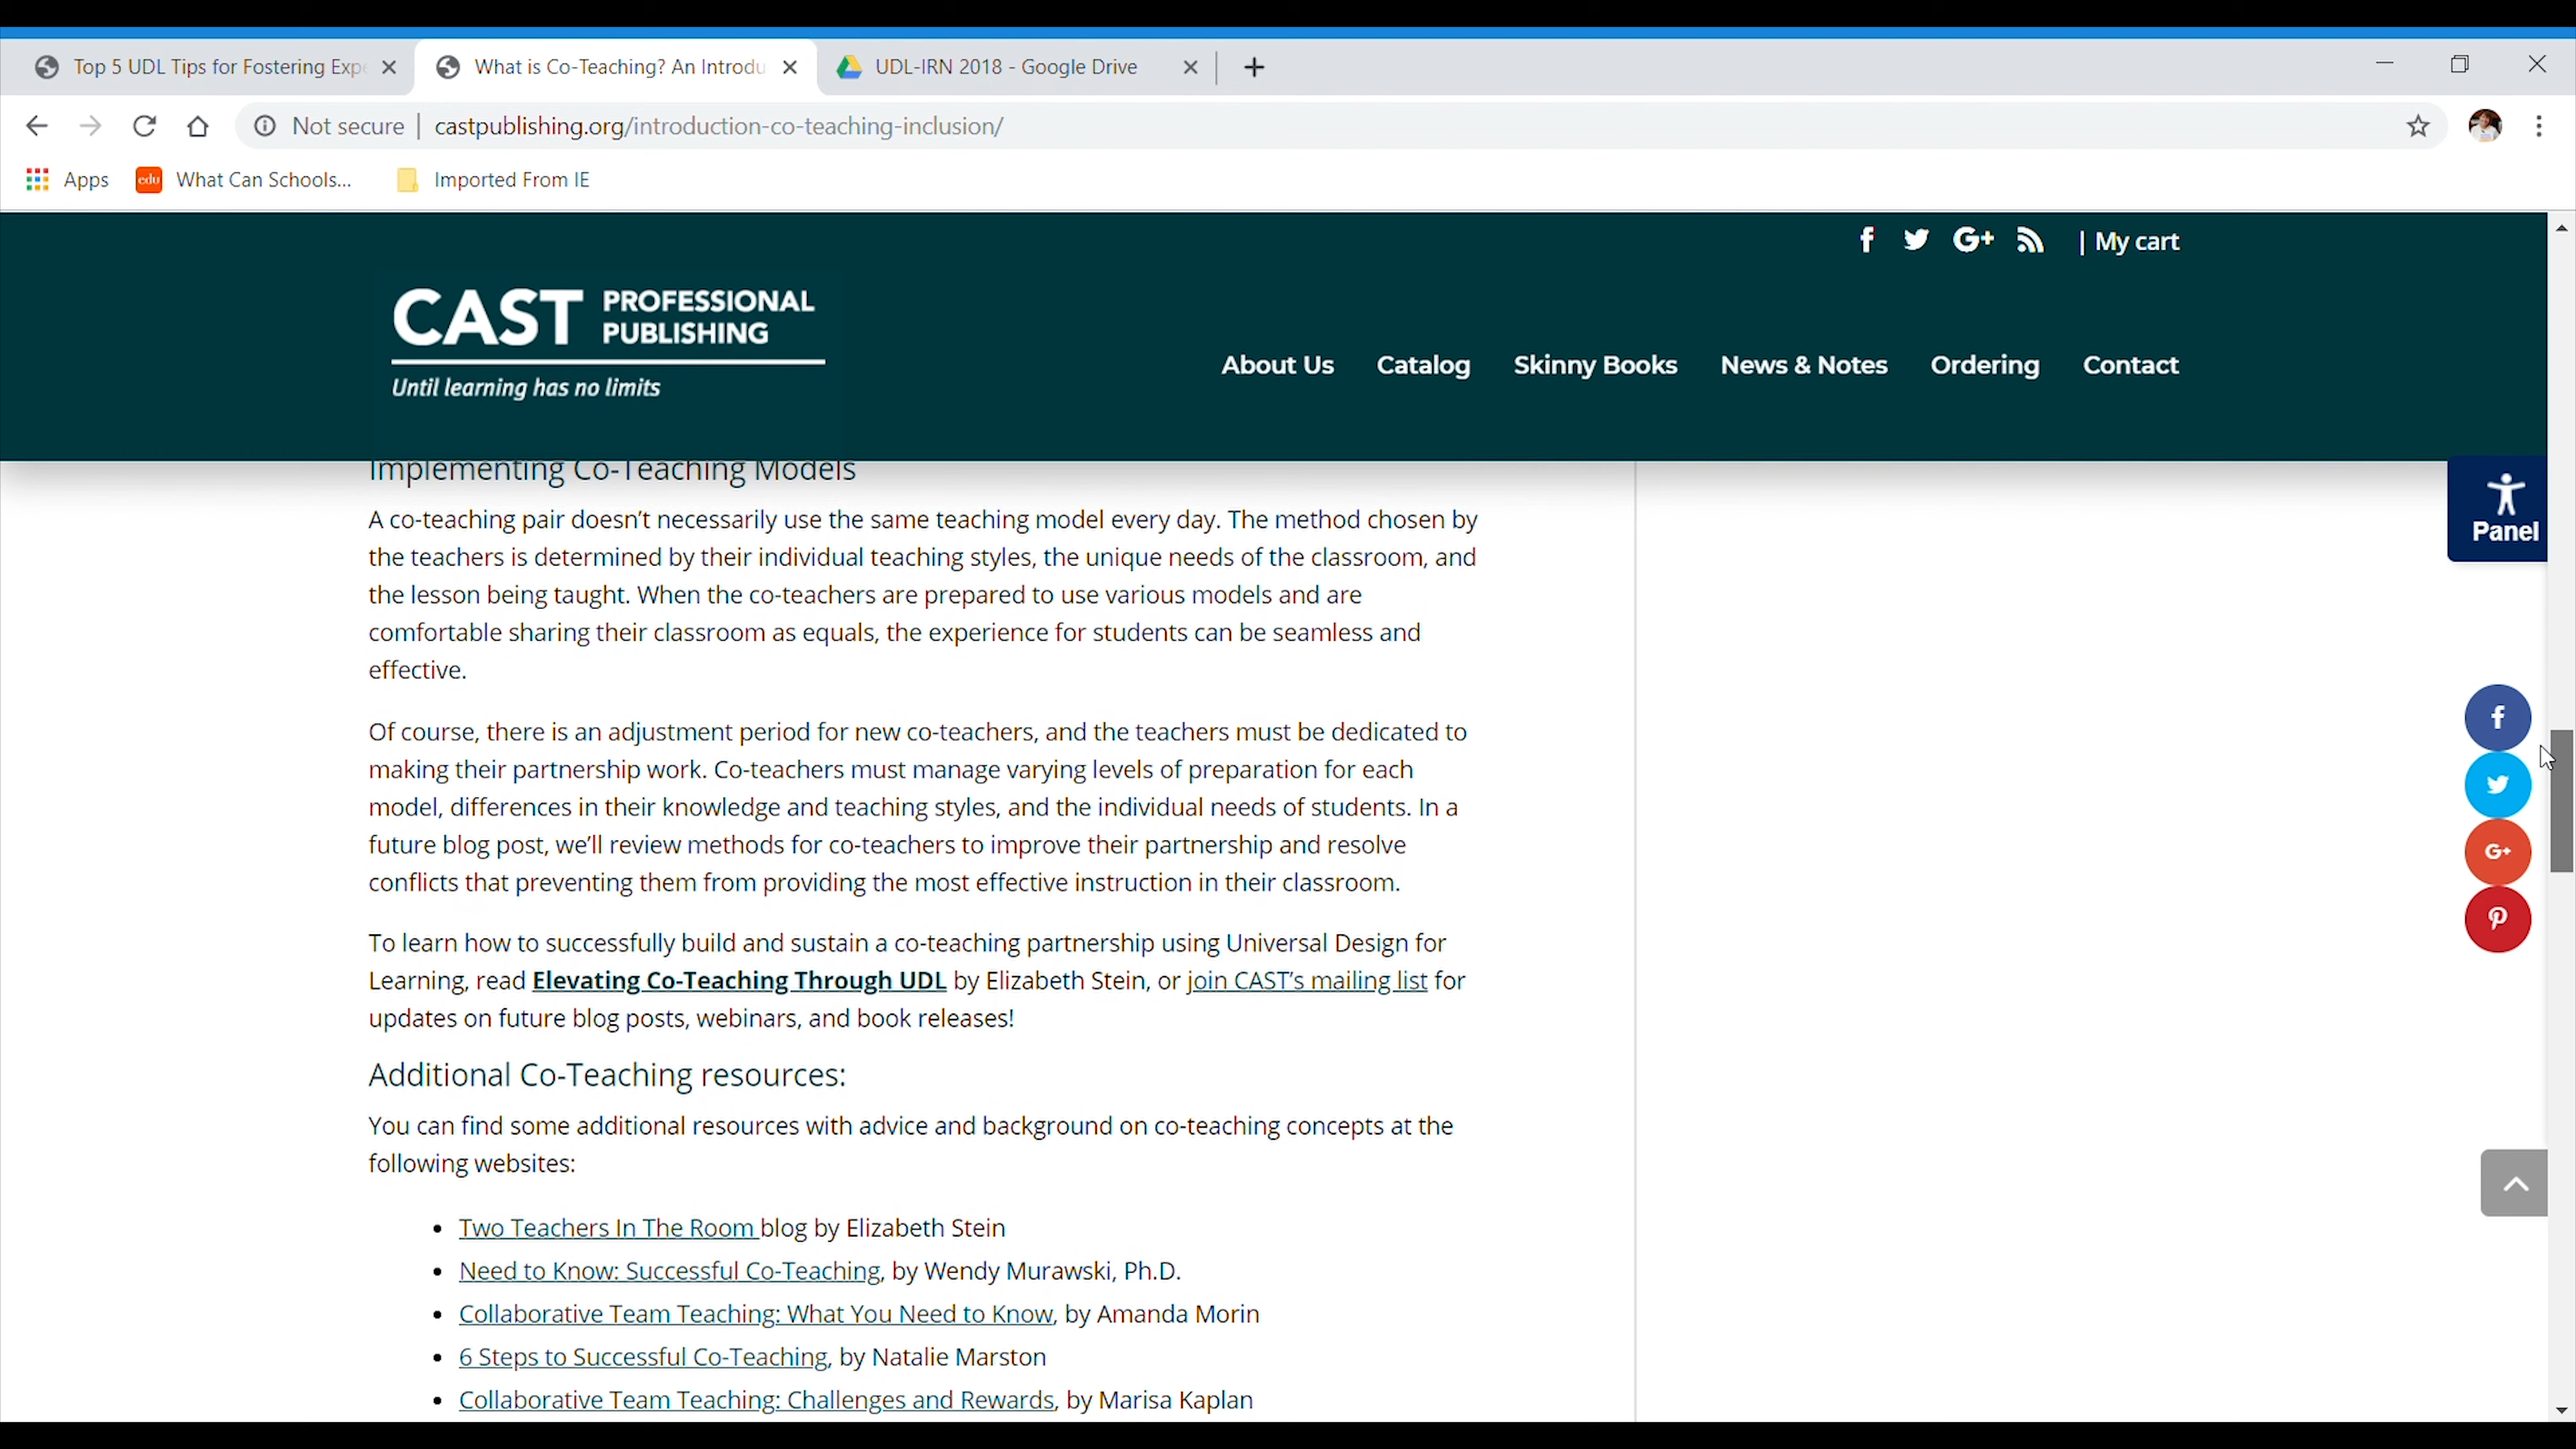 Top 5 UDL Tips for Fostering Expe
What is Co-Teaching? An Introdu
UDL-IRN 2018 - Google Drive
Not secure
castpublishing.org/introduction-co-teaching-inclusion/
Apps
edu
What Can Schools...
Imported From IE
f
G+
| My cart
CAST PROFESSIONAL PUBLISHING
Until learning has no limits
About Us
Catalog
Skinny Books
News & Notes
Ordering
Contact
Implementing Co-Teaching Models
A co-teaching pair doesn't necessarily use the same teaching model every day. The method chosen by
the teachers is determined by their individual teaching styles, the unique needs of the classroom, and
the lesson being taught. When the co-teachers are prepared to use various models and are
comfortable sharing their classroom as equals, the experience for students can be seamless and
effective.
Of course, there is an adjustment period for new co-teachers, and the teachers must be dedicated to
making their partnership work. Co-teachers must manage varying levels of preparation for each
model, differences in their knowledge and teaching styles, and the individual needs of students. In a
future blog post, we'll review methods for co-teachers to improve their partnership and resolve
conflicts that preventing them from providing the most effective instruction in their classroom.
To learn how to successfully build and sustain a co-teaching partnership using Universal Design for
Learning, read Elevating Co-Teaching Through UDL by Elizabeth Stein, or join CAST's mailing list for
updates on future blog posts, webinars, and book releases!
Additional Co-Teaching resources:
You can find some additional resources with advice and background on co-teaching concepts at the
following websites:
• Two Teachers In The Room blog by Elizabeth Stein
• Need to Know: Successful Co-Teaching, by Wendy Murawski, Ph.D.
• Collaborative Team Teaching: What You Need to Know, by Amanda Morin
• 6 Steps to Successful Co-Teaching, by Natalie Marston
• Collaborative Team Teaching: Challenges and Rewards, by Marisa Kaplan
Panel
f
G+